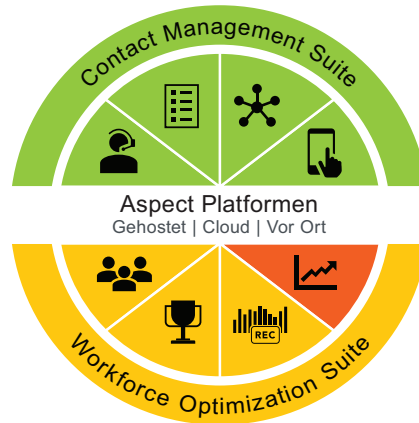 Contact Management Suite
Aspect Platformen
Gehostet | Cloud | Vor Ort
REC
Workforce Optimization Suite